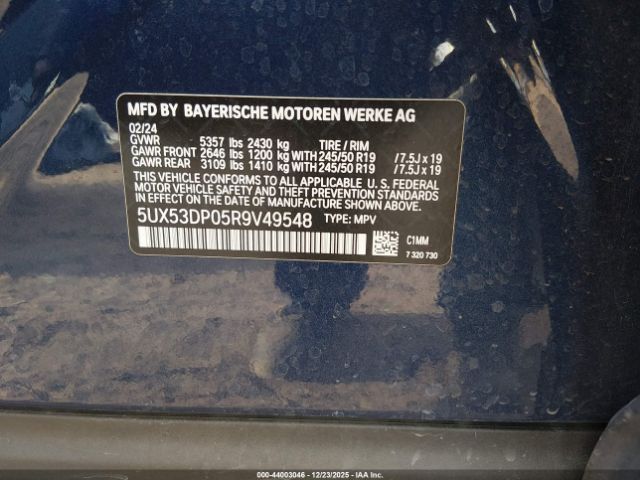 MFD BY BAYERISCHE MOTOREN WERKE AG
02/24
GVWR 5357 lbs 2430 kg TIRE / RIM
GAWR FRONT 2646 lbs 1200 kg WITH 245/50 R19 / 7.5J x 19
GAWR REAR 3109 lbs 1410 kg WITH 245/50 R19 / 7.5J x 19
THIS VEHICLE CONFORMS TO ALL APPLICABLE U. S. FEDERAL
MOTOR VEHICLE SAFETY AND THEFT PREVENTION STANDARDS
IN EFFECT ON THE DATE OF MANUFACTURE SHOWN ABOVE.
5UX53DP05R9V49548 TYPE: MPV
C1MM
7 320 730
000-44003046 - 12/23/2025 - COPYRIGHT IAA, LLC.